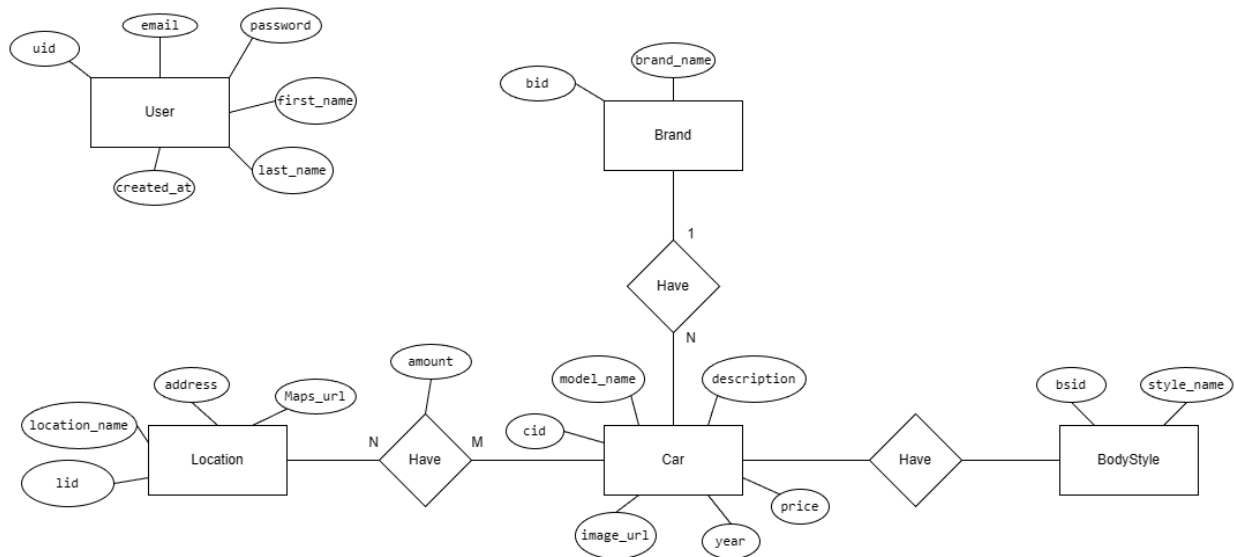 email
password
uid
User
first_name
last_name
created_at
brand_name
bid
Brand
1
Have
N
amount
model_name
description
address
Maps_url
location_name
lid
Location
N
Have
M
cid
Car
image_url
year
price
Have
bsid
style_name
BodyStyle